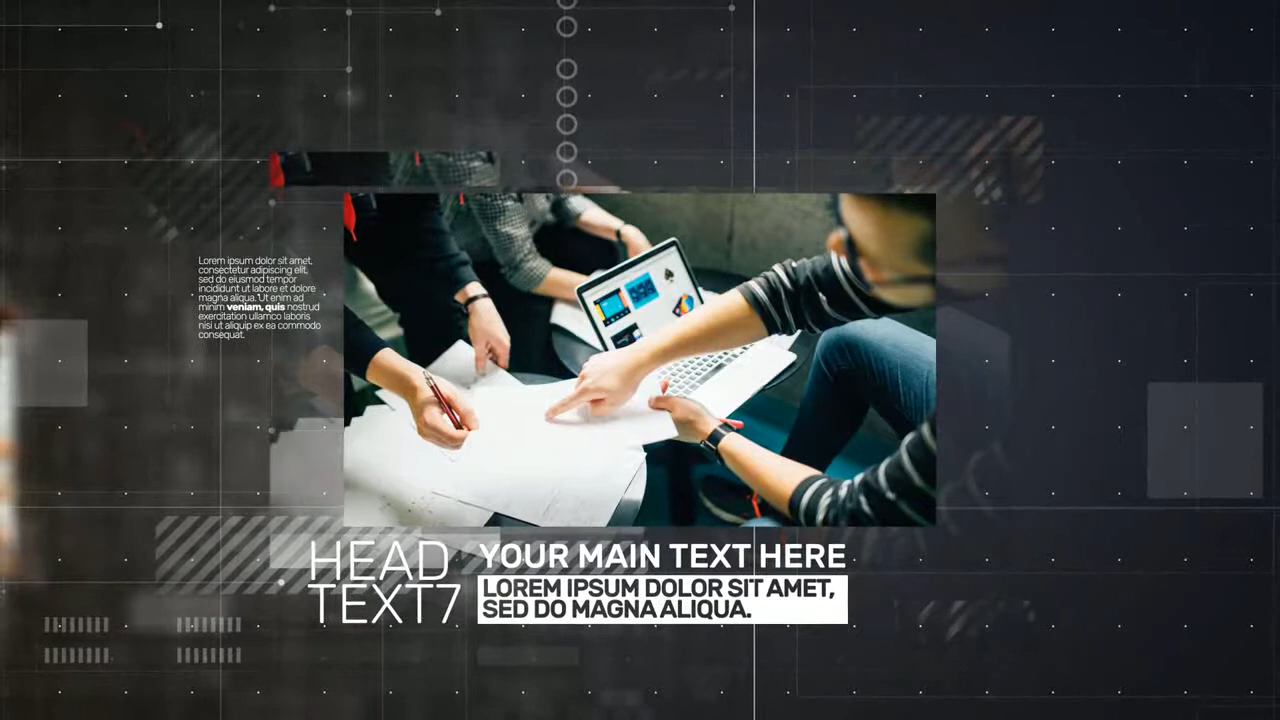 Lorem ipsum dolor sit amet,
consectetur adipiscing elit,
sed do eiusmod tempor
incididunt ut labore et dolore
magna aliqua. Ut enim ad
minim veniam, quis nostrud
exercitation ullamco laboris
nisi ut aliquip ex ea commodo
consequat.
HEAD
TEXT7
YOUR MAIN TEXT HERE
LOREM IPSUM DOLOR SIT AMET,
SED DO MAGNA ALIQUA.